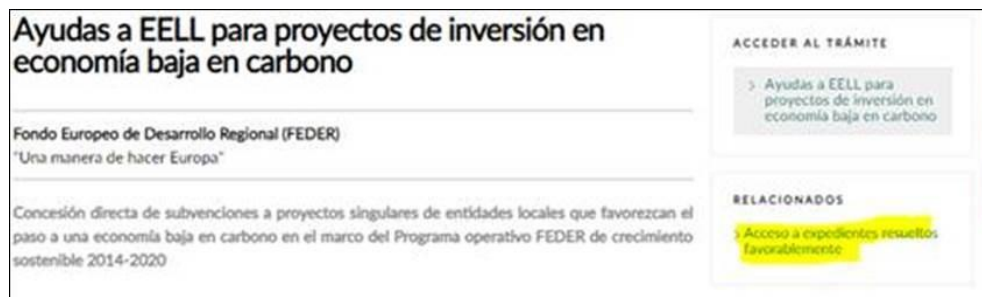 Ayudas a EELL para proyectos de inversión en
economía baja en carbono
Fondo Europeo de Desarrollo Regional (FEDER)
"Una manera de hacer Europa"
Concesión directa de subvenciones a proyectos singulares de entidades locales que favorezcan el
paso a una economía baja en carbono en el marco del Programa operativo FEDER de crecimiento
sostenible 2014-2020
ACCEDER AL TRÁMITE
> Ayudas a EELL para
proyectos de inversión en
economía baja en carbono
RELACIONADOS
> Acceso a expedientes resueltos
favorablemente